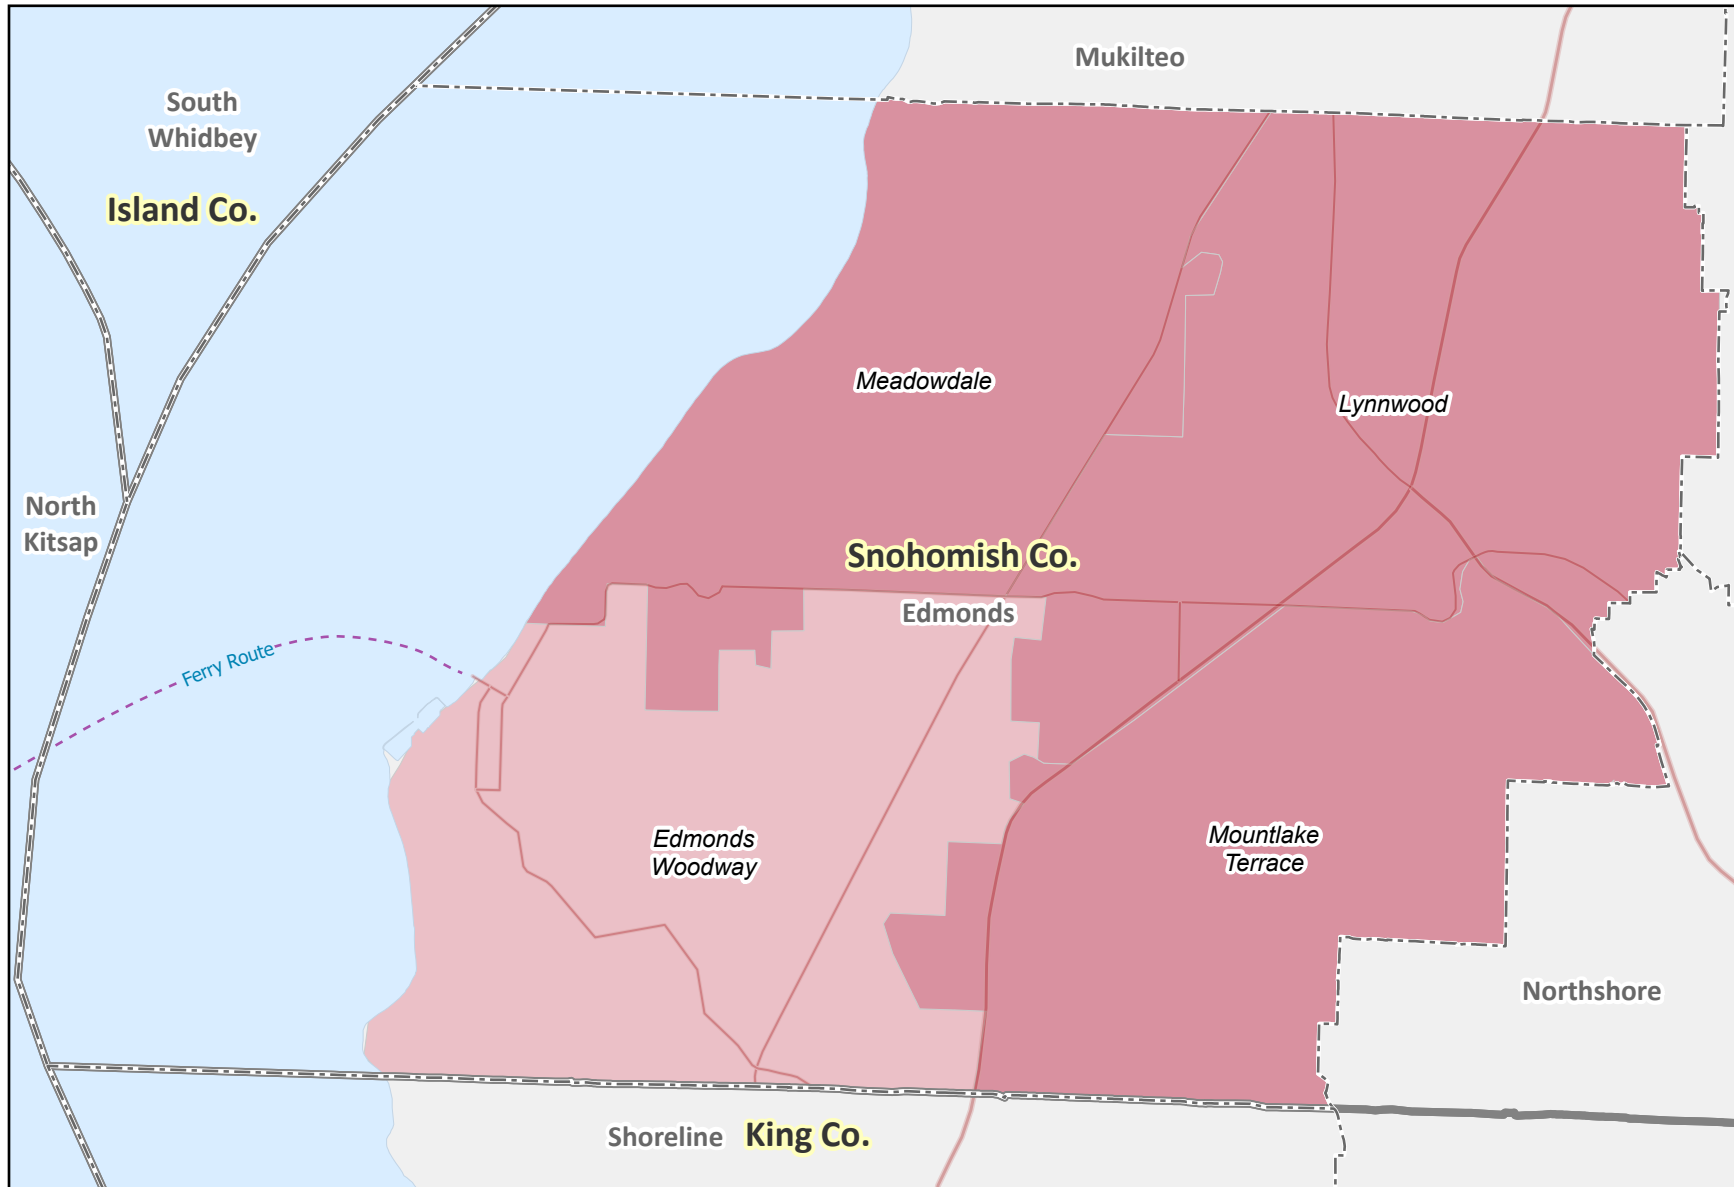 Mukilteo
South
Whidbey
Island Co.
Meadowdale
Lynnwood
North
Kitsap
Snohomish Co.
Edmonds
Ferry Route
Edmonds
Woodway
Mountlake
Terrace
Northshore
Shoreline
King Co.